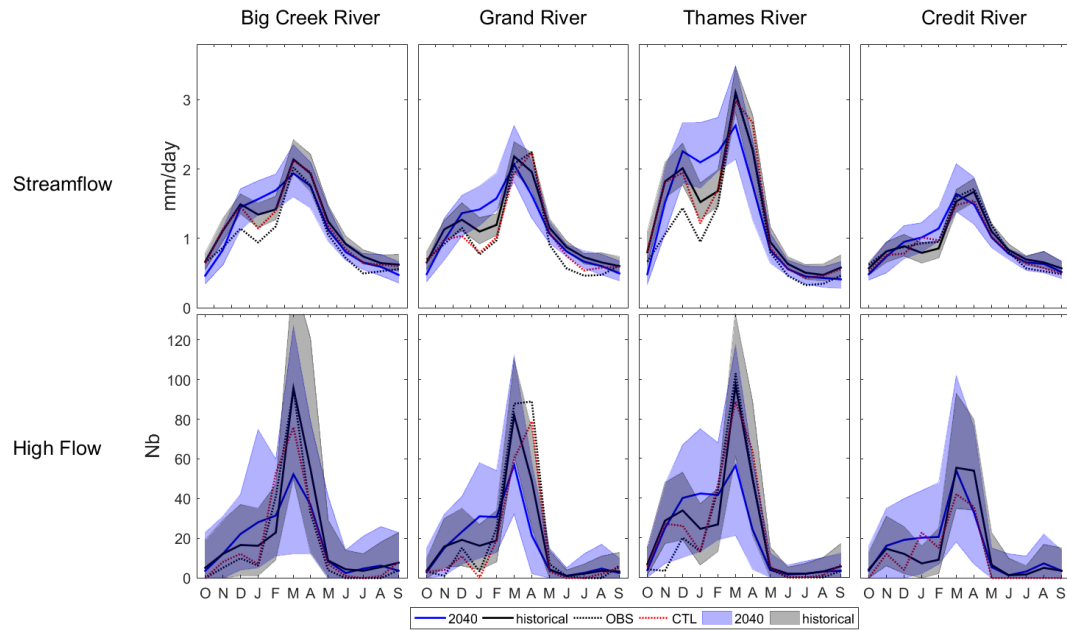 Big Creek River Grand River Thames River Credit River
Streamflow
mm/day
3
2
1
0
High Flow
Nb
120
100
80
60
40
20
0
O N D J F M A M J J A S O N D J F M A M J J A S O N D J F M A M J J A S O N D J F M A M J J A S
2040 historical OBS CTL 2040 historical